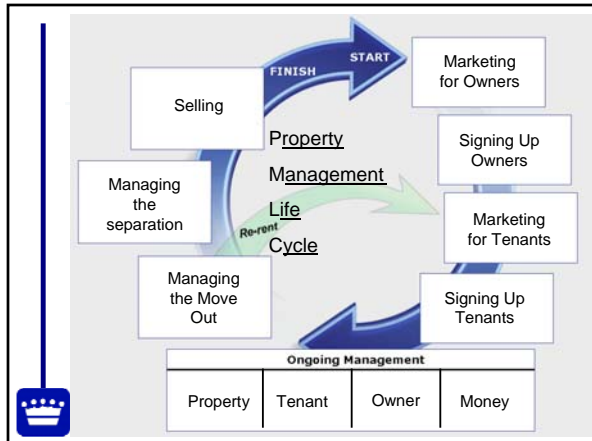 FINISH
START
Marketing
for Owners
Selling
Property
Management
Life
Cycle
Signing Up
Owners
Managing
the
separation
Marketing
for Tenants
Re-rent
Managing
the Move
Out
Signing Up
Tenants
Ongoing Management
Property
Tenant
Owner
Money